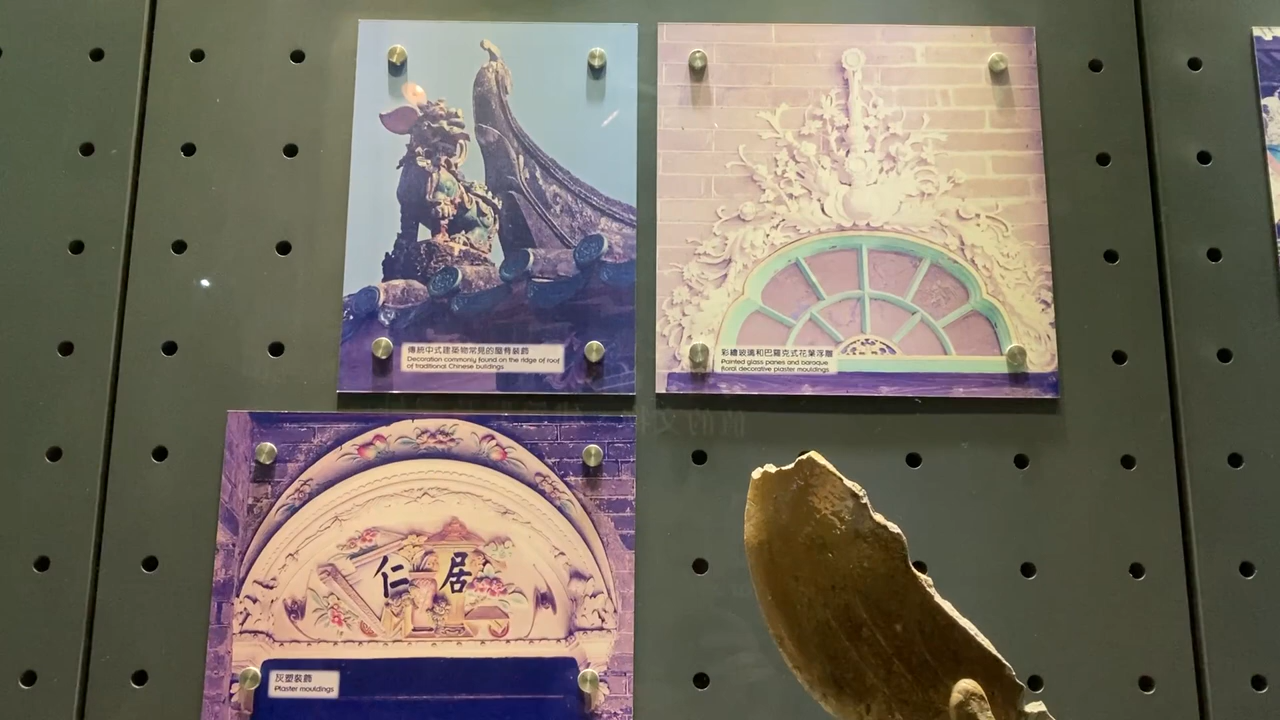 傳統中式建築物常見的屋脊裝飾
Decoration commonly found on the ridge of roof
of traditional Chinese buildings
彩繪玻璃和巴羅克式花葉浮雕
Painted glass panes and baroque
floral decorative plaster mouldings
仁 居
灰塑裝飾
Plaster mouldings